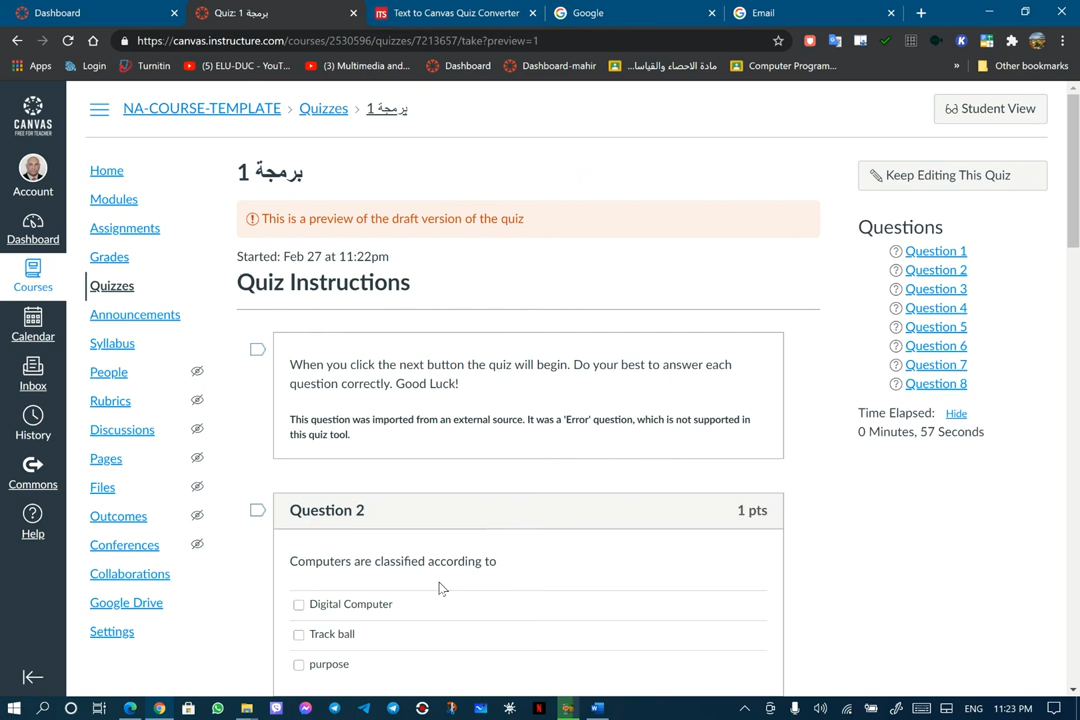 Dashboard
Quiz: برمجة 1
Text to Canvas Quiz Converter
Google
Email
https://canvas.instructure.com/courses/2530596/quizzes/7213657/take?preview=1
Apps
Login
Turnitin
(5) ELU-DUC - YouT...
(3) Multimedia and...
Dashboard
Dashboard-mahir
مادة الاحصاء والقياسا...
Computer Program...
»
Other bookmarks
CANVAS
FREE FOR TEACHER
Account
Dashboard
Courses
Calendar
Inbox
History
Commons
Help
NA-COURSE-TEMPLATE > Quizzes > برمجة 1
Student View
Home
Modules
Assignments
Grades
Quizzes
Announcements
Syllabus
People
Rubrics
Discussions
Pages
Files
Outcomes
Conferences
Collaborations
Google Drive
Settings
برمجة 1
This is a preview of the draft version of the quiz
Started: Feb 27 at 11:22pm
Quiz Instructions
When you click the next button the quiz will begin. Do your best to answer each
question correctly. Good Luck!
This question was imported from an external source. It was a 'Error' question, which is not supported in
this quiz tool.
Question 2
1 pts
Computers are classified according to
Digital Computer
Track ball
purpose
Keep Editing This Quiz
Questions
Question 1
Question 2
Question 3
Question 4
Question 5
Question 6
Question 7
Question 8
Time Elapsed: Hide
0 Minutes, 57 Seconds
ENG
11:23 PM